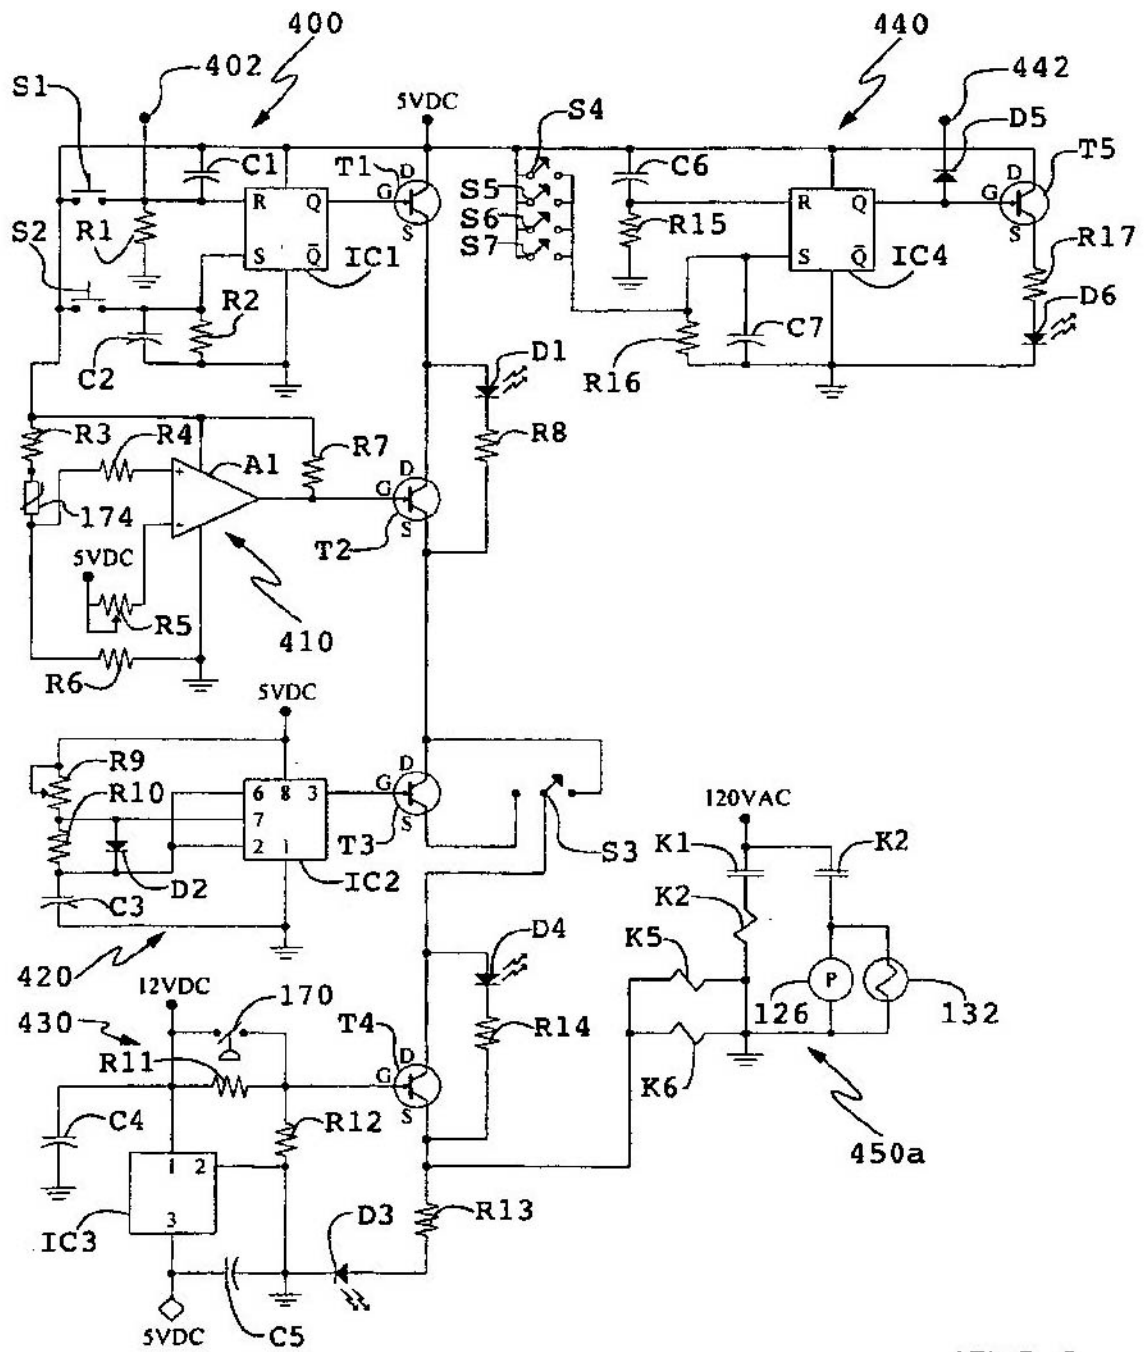 400
440
402
442
S1
5VDC
S4
D5
C1
T1
D
C6
T5
D
S5
G
R
Q
S6
R
Q
G
S2
R1
S7
R15
S
R17
S
S
Q̄
IC1
S
Q̄
IC4
R2
D6
C7
D1
C2
R16
R3
R4
R7
R8
A1
D
+
G
174
S
T2
5VDC
R5
410
R6
5VDC
R9
D
R10
G
6 8 3
7
120VAC
S
2 1
T3
S3
K1
K2
D2
IC2
C3
K2
D4
K5
420
12VDC
P
170
126
132
430
T4
R14
R11
D
G
K6
C4
R12
S
450a
1 2
R13
3
D3
IC3
C5
5VDC